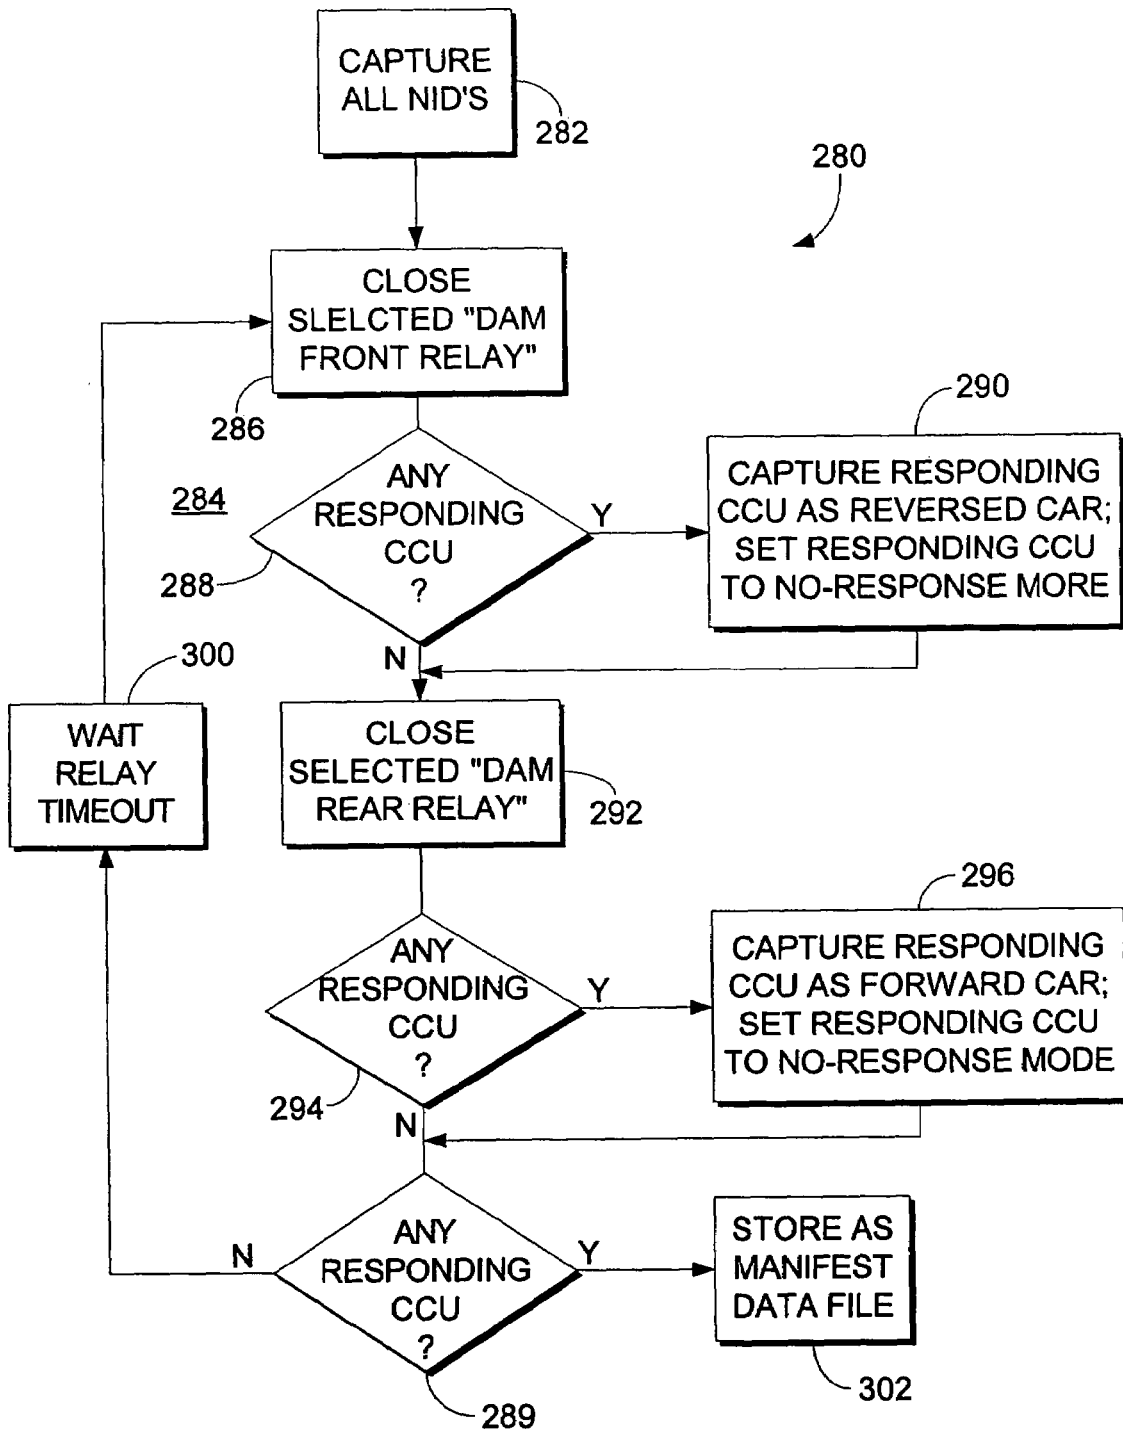 CAPTURE
ALL NID'S
282
280
CLOSE
SLELCTED "DAM
FRONT RELAY"
286
290
284
ANY
RESPONDING
CCU
?
Y
CAPTURE RESPONDING
CCU AS REVERSED CAR;
SET RESPONDING CCU
TO NO-RESPONSE MORE
288
N
300
WAIT
RELAY
TIMEOUT
CLOSE
SELECTED "DAM
REAR RELAY"
292
296
ANY
RESPONDING
CCU
?
Y
CAPTURE RESPONDING
CCU AS FORWARD CAR;
SET RESPONDING CCU
TO NO-RESPONSE MODE
294
N
N
ANY
RESPONDING
CCU
?
Y
STORE AS
MANIFEST
DATA FILE
289
302